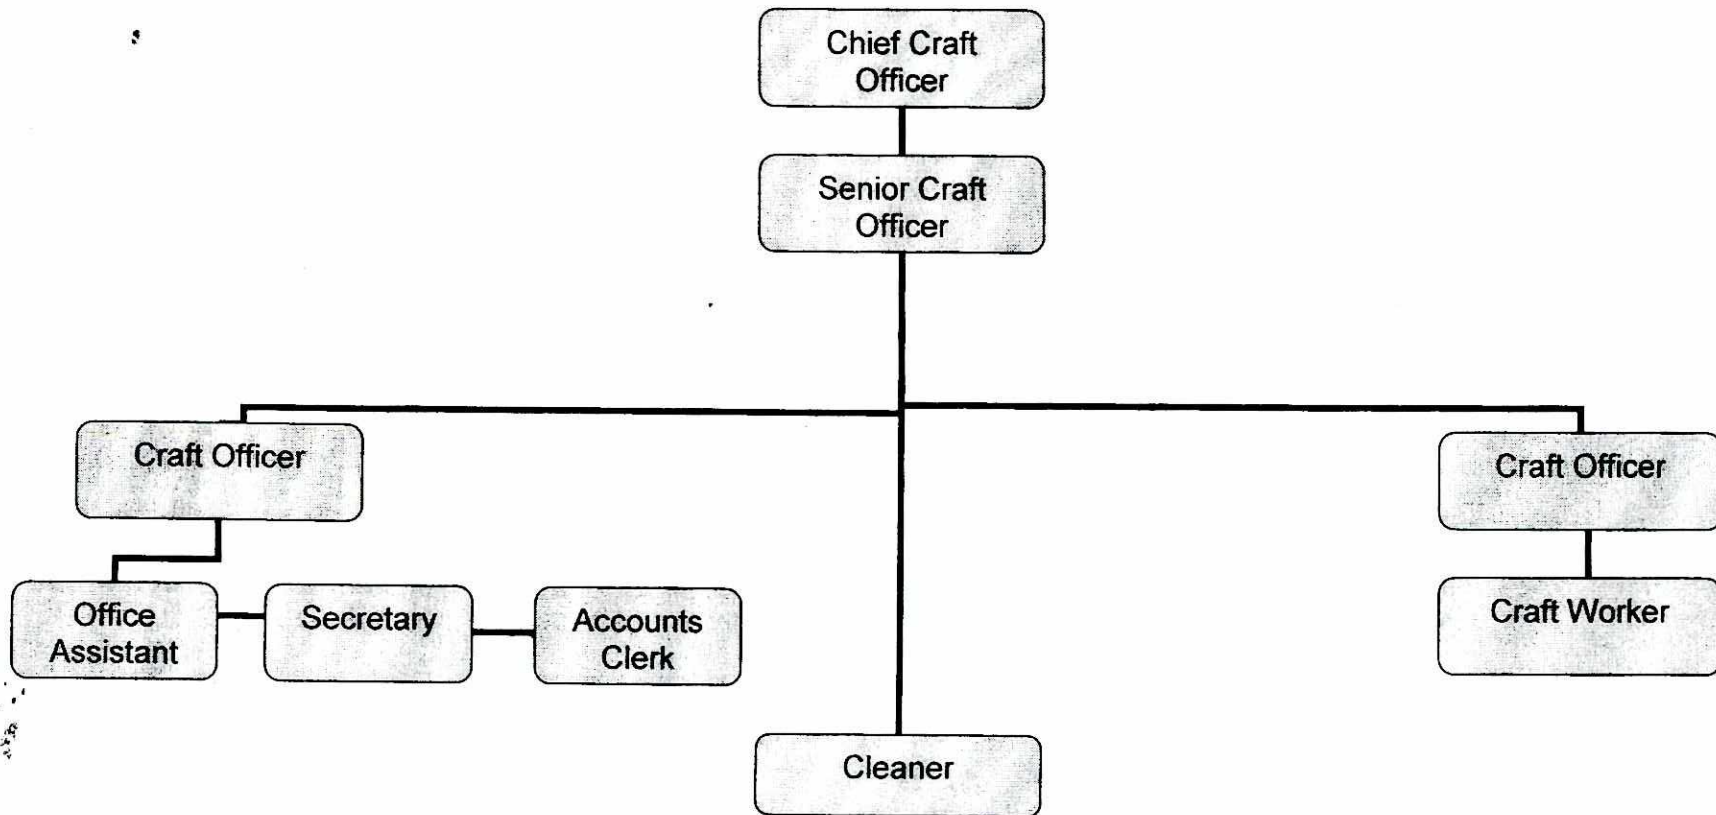 Chief Craft
Officer
Senior Craft
Officer
Craft Officer
Craft Officer
Office
Assistant
Secretary
Accounts
Clerk
Craft Worker
Cleaner